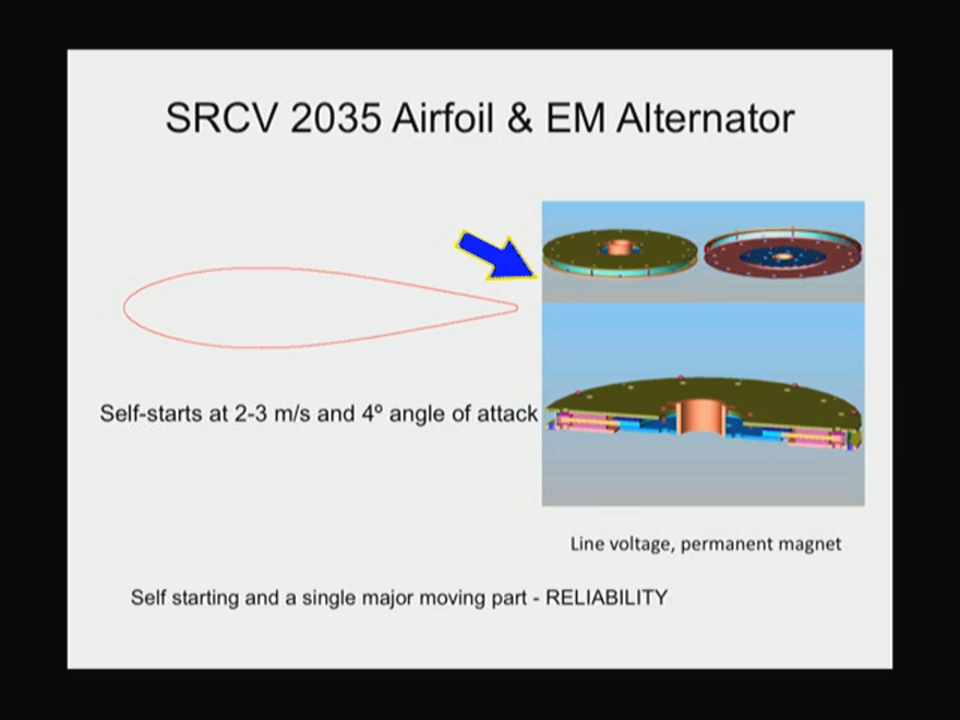 SRCV 2035 Airfoil & EM Alternator
Self-starts at 2-3 m/s and 4º angle of attack
Line voltage, permanent magnet
Self starting and a single major moving part - RELIABILITY